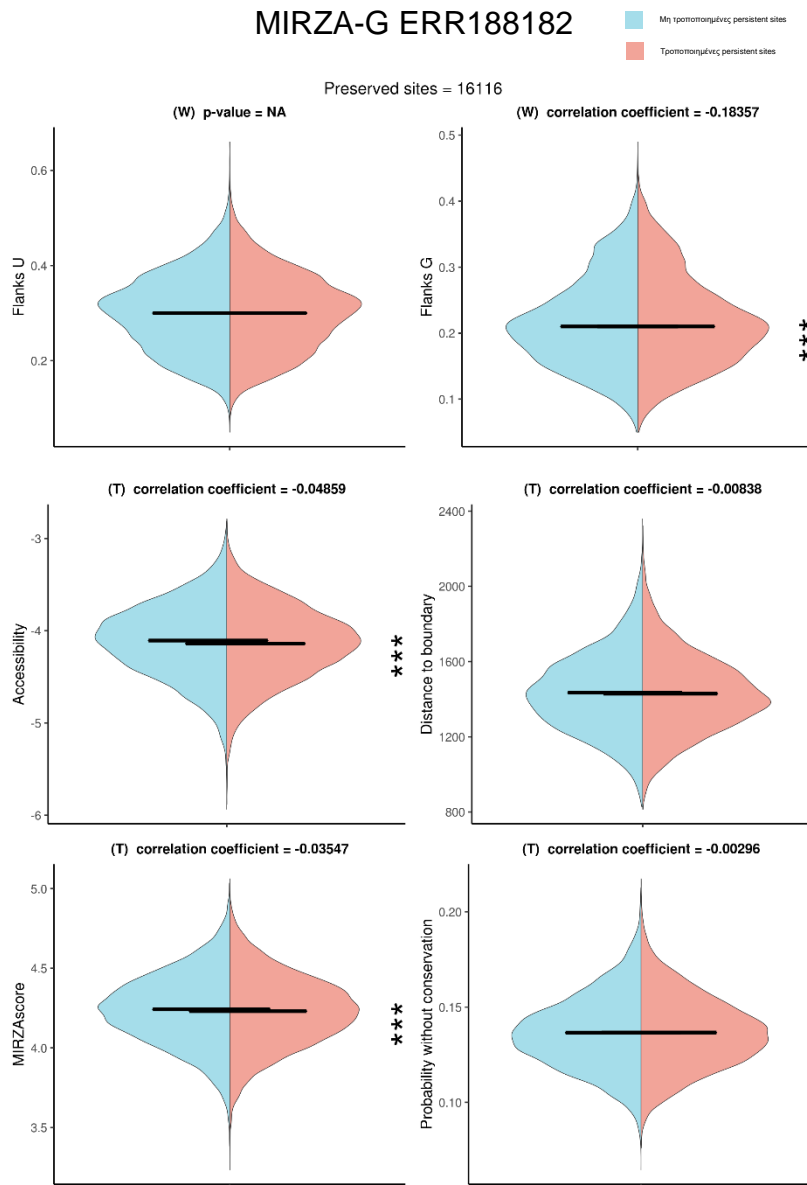 MIRZA-G ERR188182
Μη τροποποιημένες persistent sites
Τροποποιημένες persistent sites
Preserved sites = 16116
(W) p-value = NA
Flanks U
0.6
0.4
0.2
(W) correlation coefficient = -0.18357
Flanks G
0.5
0.4
0.3
0.2
0.1
***
(T) correlation coefficient = -0.04859
Accessibility
-3
-4
-5
-6
***
(T) correlation coefficient = -0.00838
Distance to boundary
2400
2000
1600
1200
800
(T) correlation coefficient = -0.03547
MIRZAscore
5.0
4.5
4.0
3.5
***
(T) correlation coefficient = -0.00296
Probability without conservation
0.20
0.15
0.10